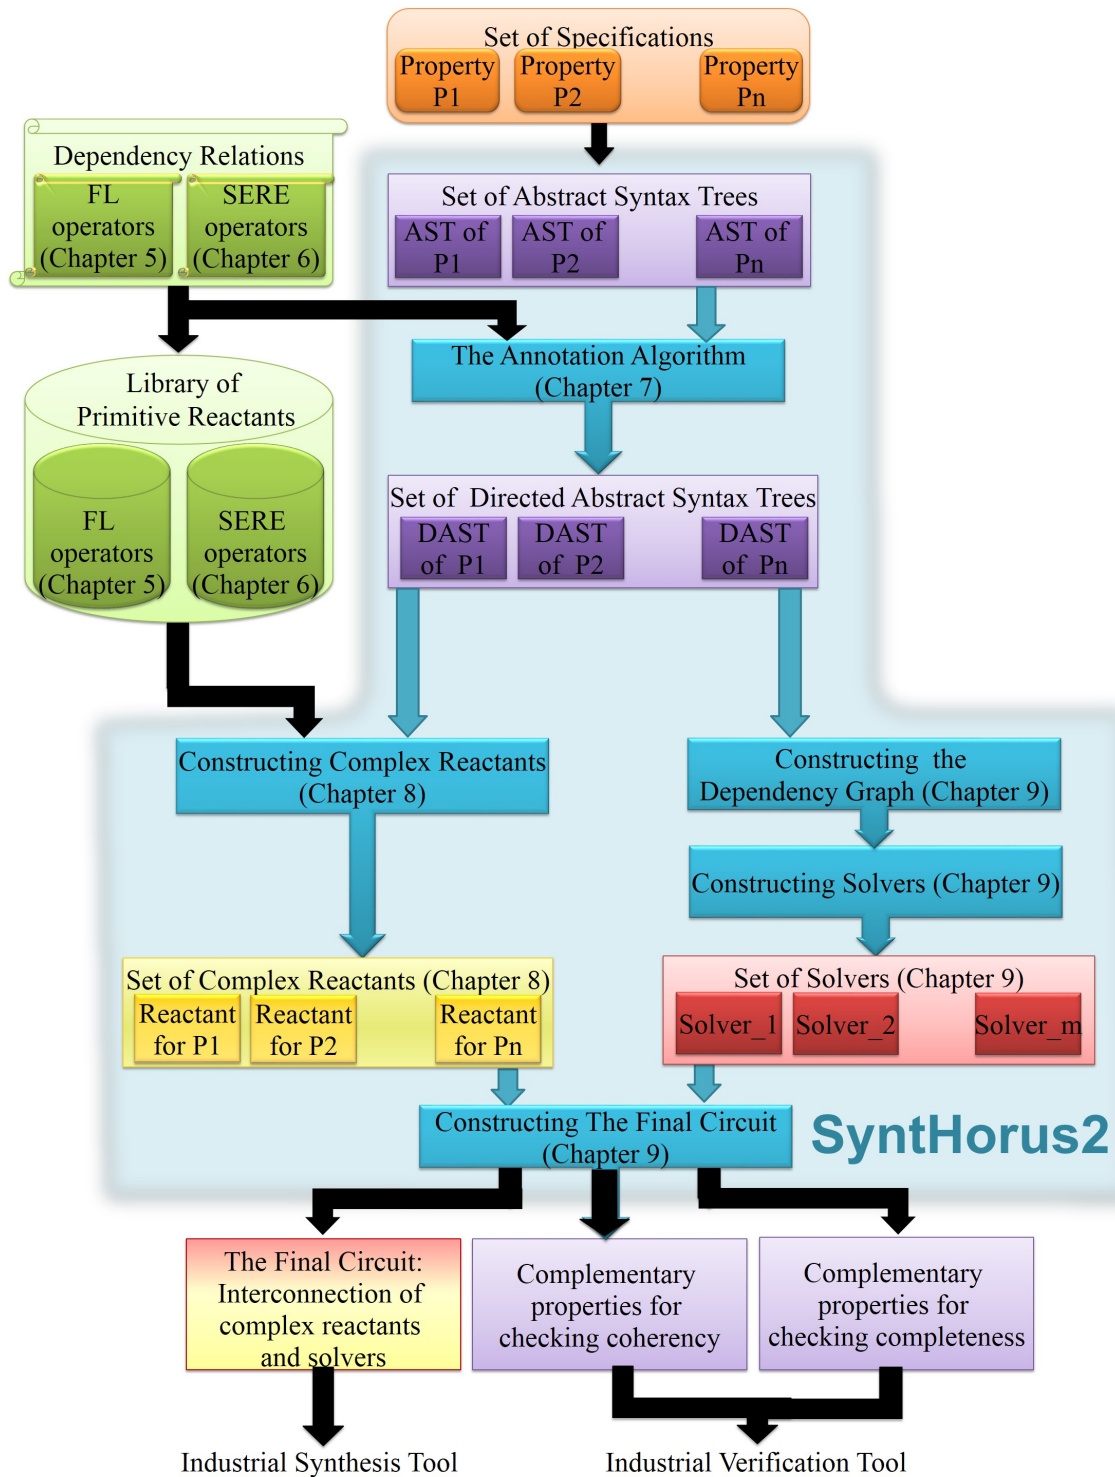 Set of Specifications
Property
P1
Property
P2
Property
Pn
Dependency Relations
FL
operators
(Chapter 5)
SERE
operators
(Chapter 6)
Set of Abstract Syntax Trees
AST of
P1
AST of
P2
AST of
Pn
The Annotation Algorithm
(Chapter 7)
Library of
Primitive Reactants
FL
operators
(Chapter 5)
SERE
operators
(Chapter 6)
Set of Directed Abstract Syntax Trees
DAST
of P1
DAST
of P2
DAST
of Pn
Constructing Complex Reactants
(Chapter 8)
Constructing the
Dependency Graph (Chapter 9)
Constructing Solvers (Chapter 9)
Set of Complex Reactants (Chapter 8)
Reactant
for P1
Reactant
for P2
Reactant
for Pn
Set of Solvers (Chapter 9)
Solver_1
Solver_2
Solver_m
Constructing The Final Circuit
(Chapter 9)
SyntHorus2
The Final Circuit:
Interconnection of
complex reactants
and solvers
Complementary
properties for
checking coherency
Complementary
properties for
checking completeness
Industrial Synthesis Tool
Industrial Verification Tool